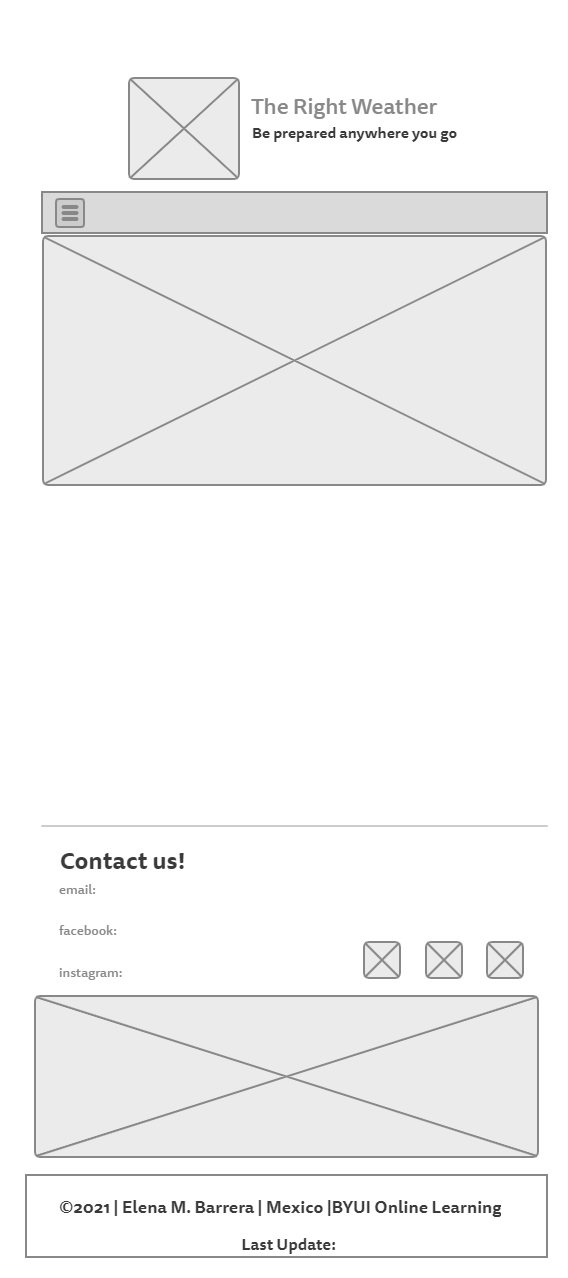 The Right Weather
Be prepared anywhere you go
Contact us!
email:
facebook:
instagram:
©2021 | Elena M. Barrera | Mexico |BYUI Online Learning
Last Update: